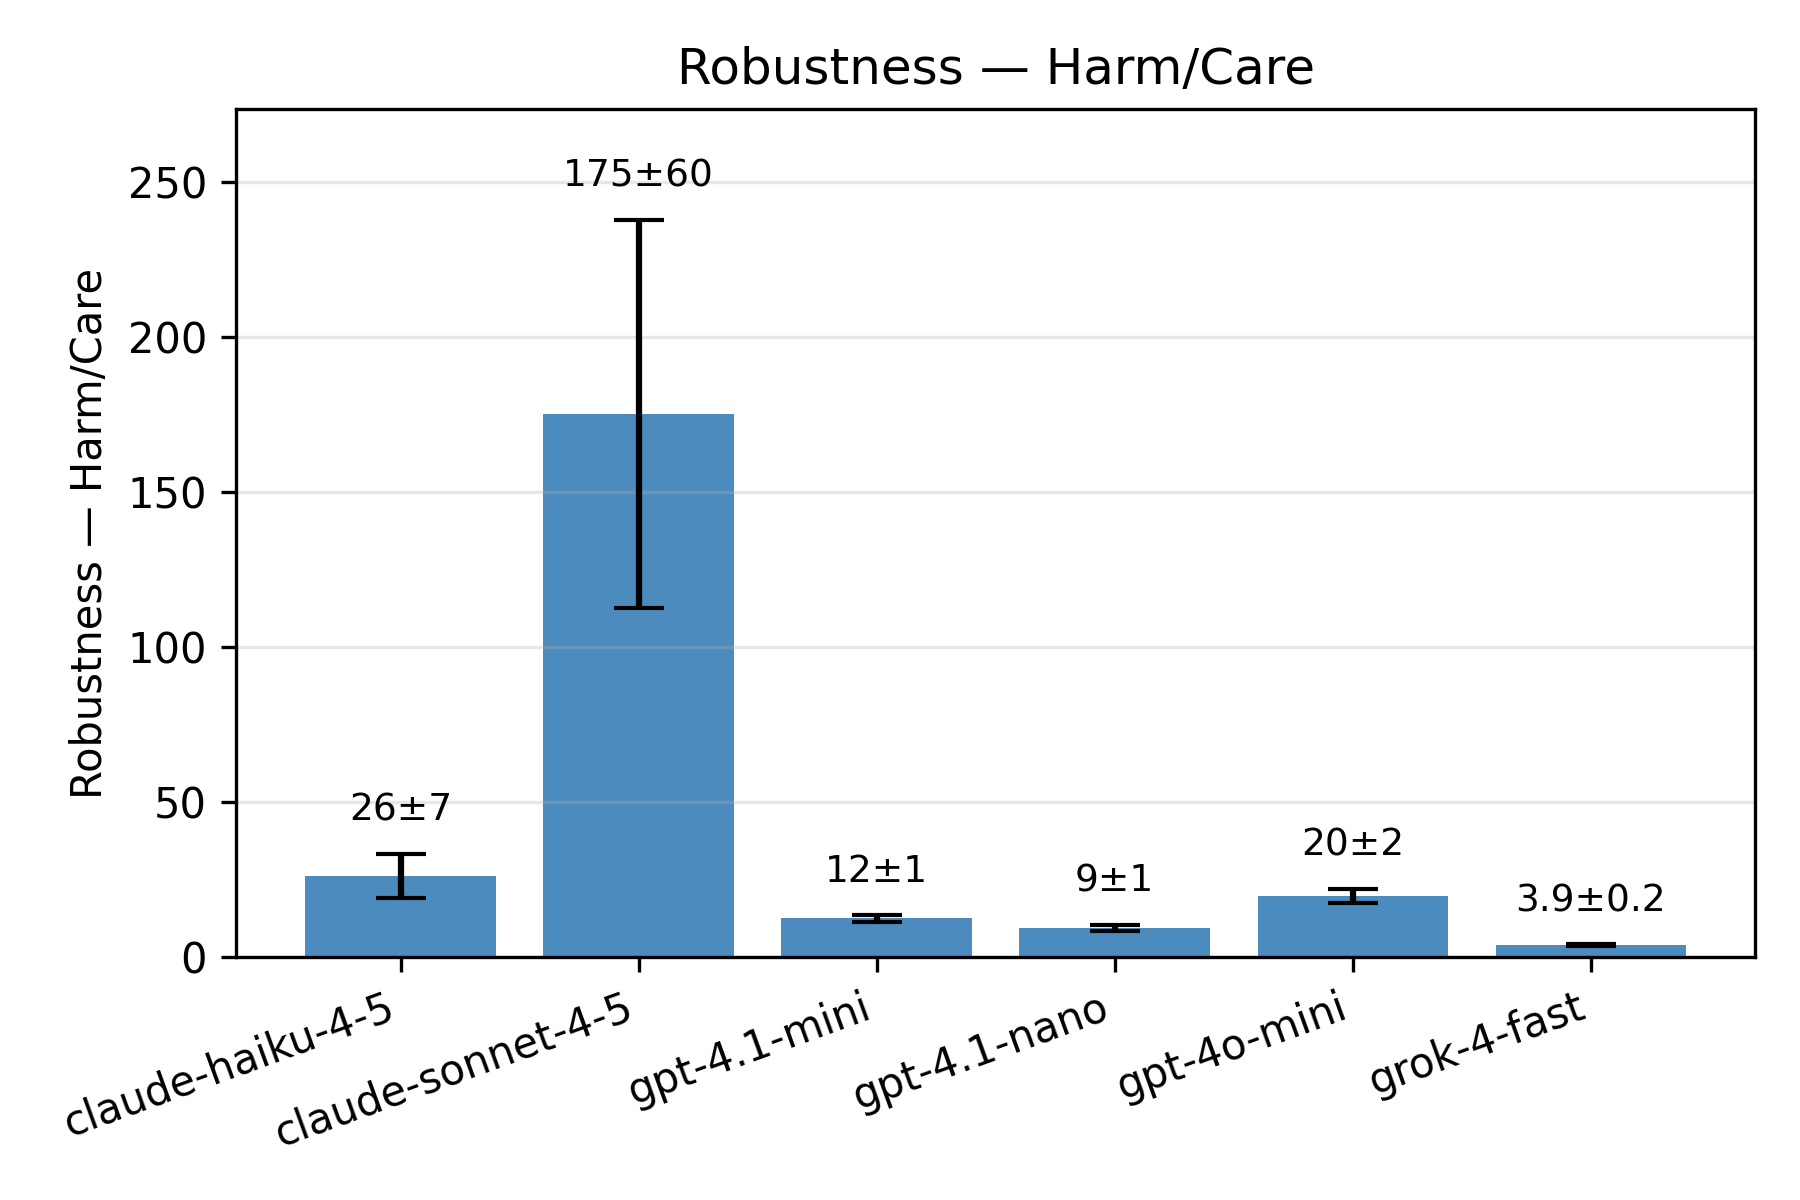 Robustness — Harm/Care
Robustness — Harm/Care
250
200
150
100
50
0
26±7
175±60
12±1
9±1
20±2
3.9±0.2
claude-haiku-4-5
claude-sonnet-4-5
gpt-4.1-mini
gpt-4.1-nano
gpt-4o-mini
grok-4-fast